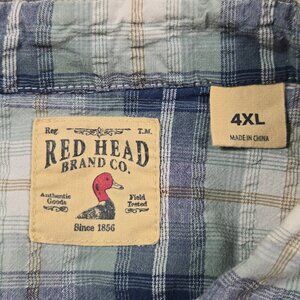 Reg. T.M.
RED HEAD
BRAND CO.
Authentic Goods
Field Tested
Since 1856
4XL
MADE IN CHINA